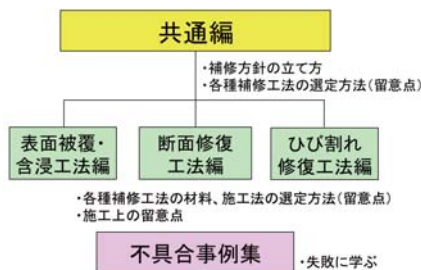 共通編
・補修方針の立て方
・各種補修工法の選定方法(留意点)
表面被覆・
含浸工法編
断面修復
工法編
ひび割れ
修復工法編
・各種補修工法の材料、施工法の選定方法(留意点)
・施工上の留意点
不具合事例集
・失敗に学ぶ